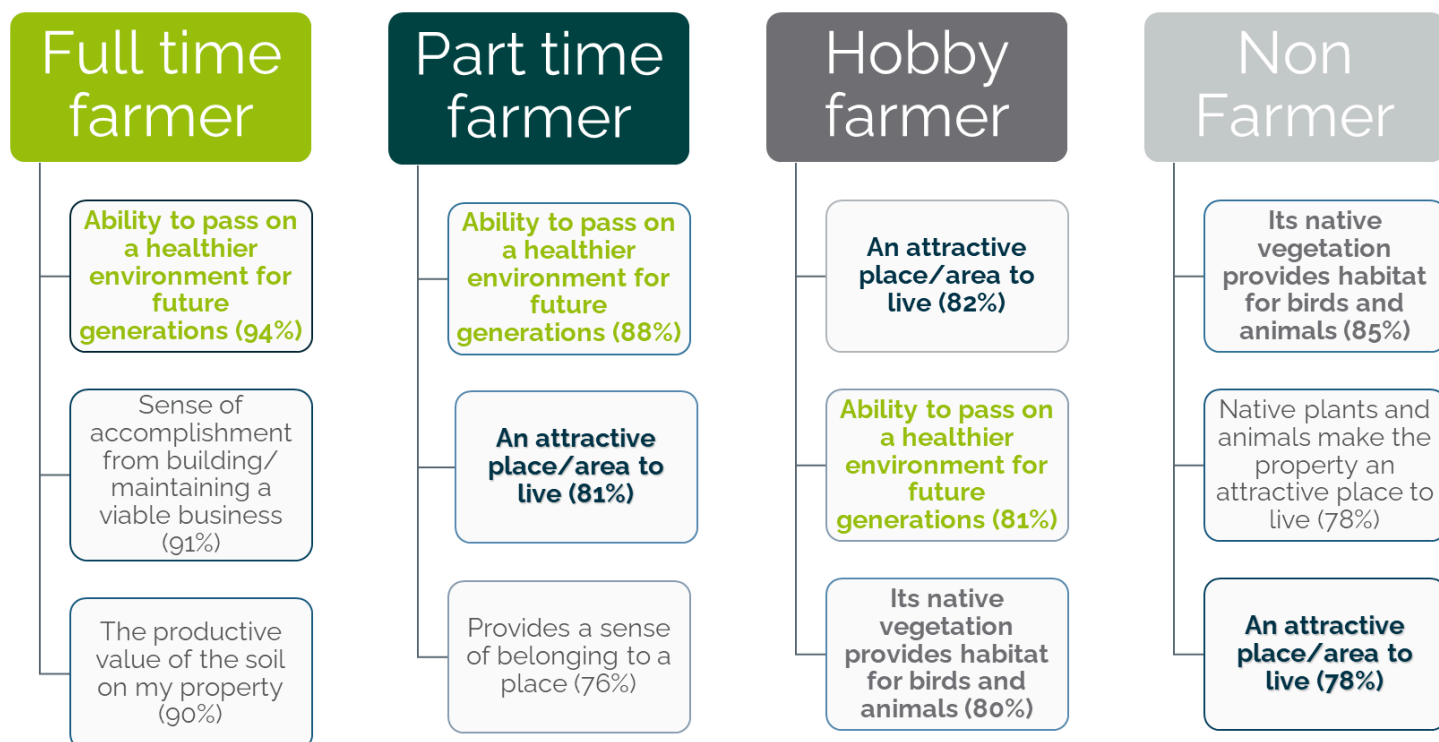 Full time
farmer
Ability to pass on
a healthier
environment for
future
generations (94%)
Sense of
accomplishment
from building/
maintaining a
viable business
(91%)
The productive
value of the soil
on my property
(90%)
Part time
farmer
Ability to pass on
a healthier
environment for
future
generations (88%)
An attractive
place/area to
live (81%)
Provides a sense
of belonging to a
place (76%)
Hobby
farmer
An attractive
place/area to
live (82%)
Ability to pass on
a healthier
environment for
future
generations (81%)
Its native
vegetation
provides habitat
for birds and
animals (80%)
Non
Farmer
Its native
vegetation
provides habitat
for birds and
animals (85%)
Native plants and
animals make the
property an
attractive place to
live (78%)
An attractive
place/area to
live (78%)